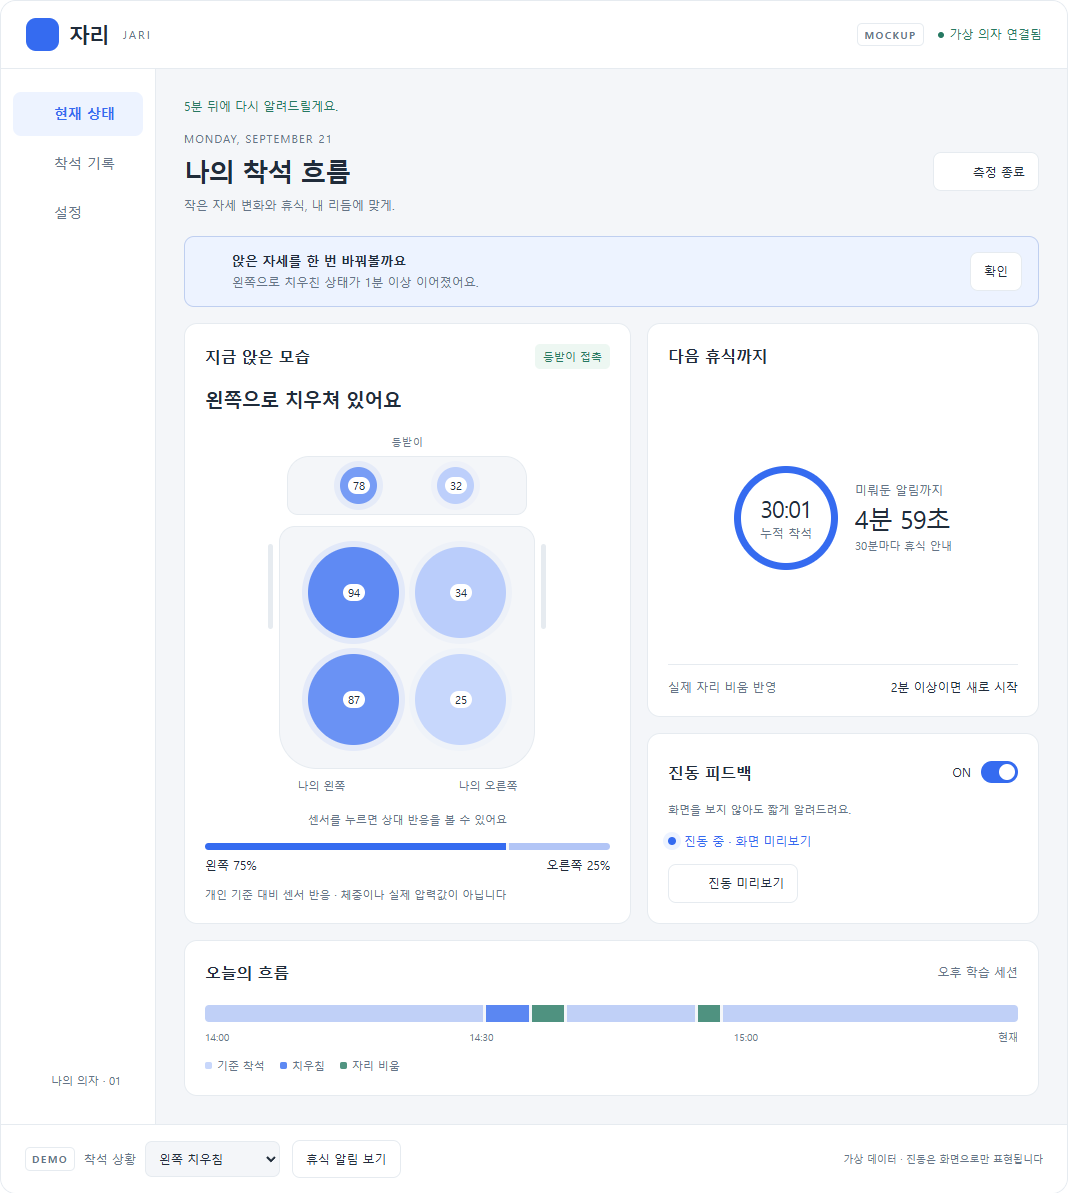 자리 JARI
MOCKUP
가상 의자 연결됨
현재 상태
착석 기록
설정
나의 의자 · 01
5분 뒤에 다시 알려드릴게요.
MONDAY, SEPTEMBER 21
나의 착석 흐름
작은 자세 변화와 휴식, 내 리듬에 맞게.
측정 종료
앉은 자세를 한 번 바꿔볼까요
왼쪽으로 치우친 상태가 1분 이상 이어졌어요.
확인
지금 앉은 모습
등받이 접촉
왼쪽으로 치우쳐 있어요
등받이
78
32
94
34
87
25
나의 왼쪽
나의 오른쪽
센서를 누르면 상대 반응을 볼 수 있어요
왼쪽 75%
오른쪽 25%
개인 기준 대비 센서 반응 · 체중이나 실제 압력값이 아닙니다
다음 휴식까지
30:01
누적 착석
미뤄둔 알림까지
4분 59초
30분마다 휴식 안내
실제 자리 비움 반영
2분 이상이면 새로 시작
진동 피드백
ON
화면을 보지 않아도 짧게 알려드려요.
진동 중 · 화면 미리보기
진동 미리보기
오늘의 흐름
오후 학습 세션
14:00
14:30
15:00
현재
기준 착석
치우침
자리 비움
DEMO
착석 상황
왼쪽 치우침
휴식 알림 보기
가상 데이터 · 진동은 화면으로만 표현됩니다